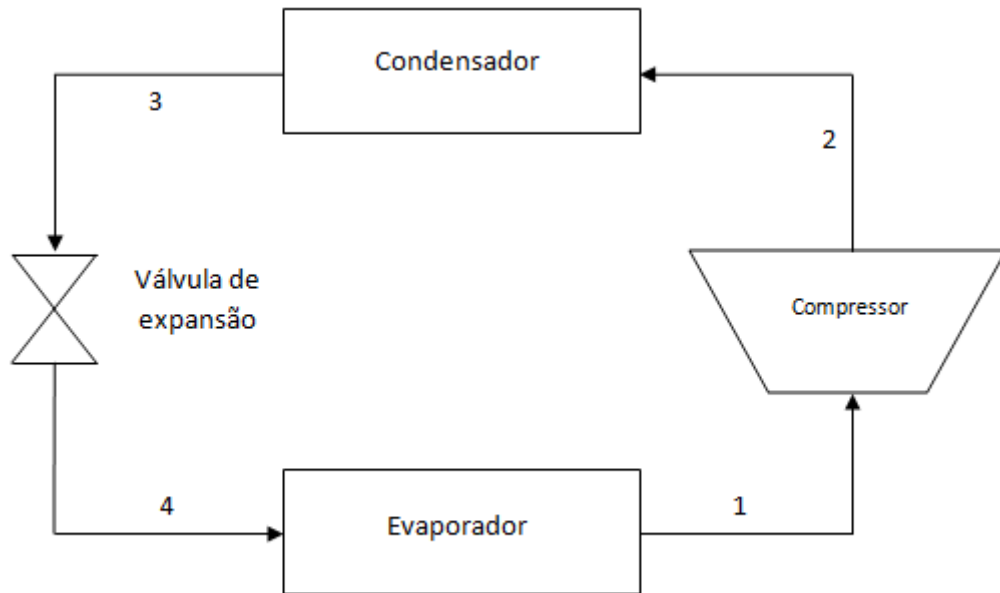 Condensador
3
2
Válvula de
expansão
Compressor
4
1
Evaporador